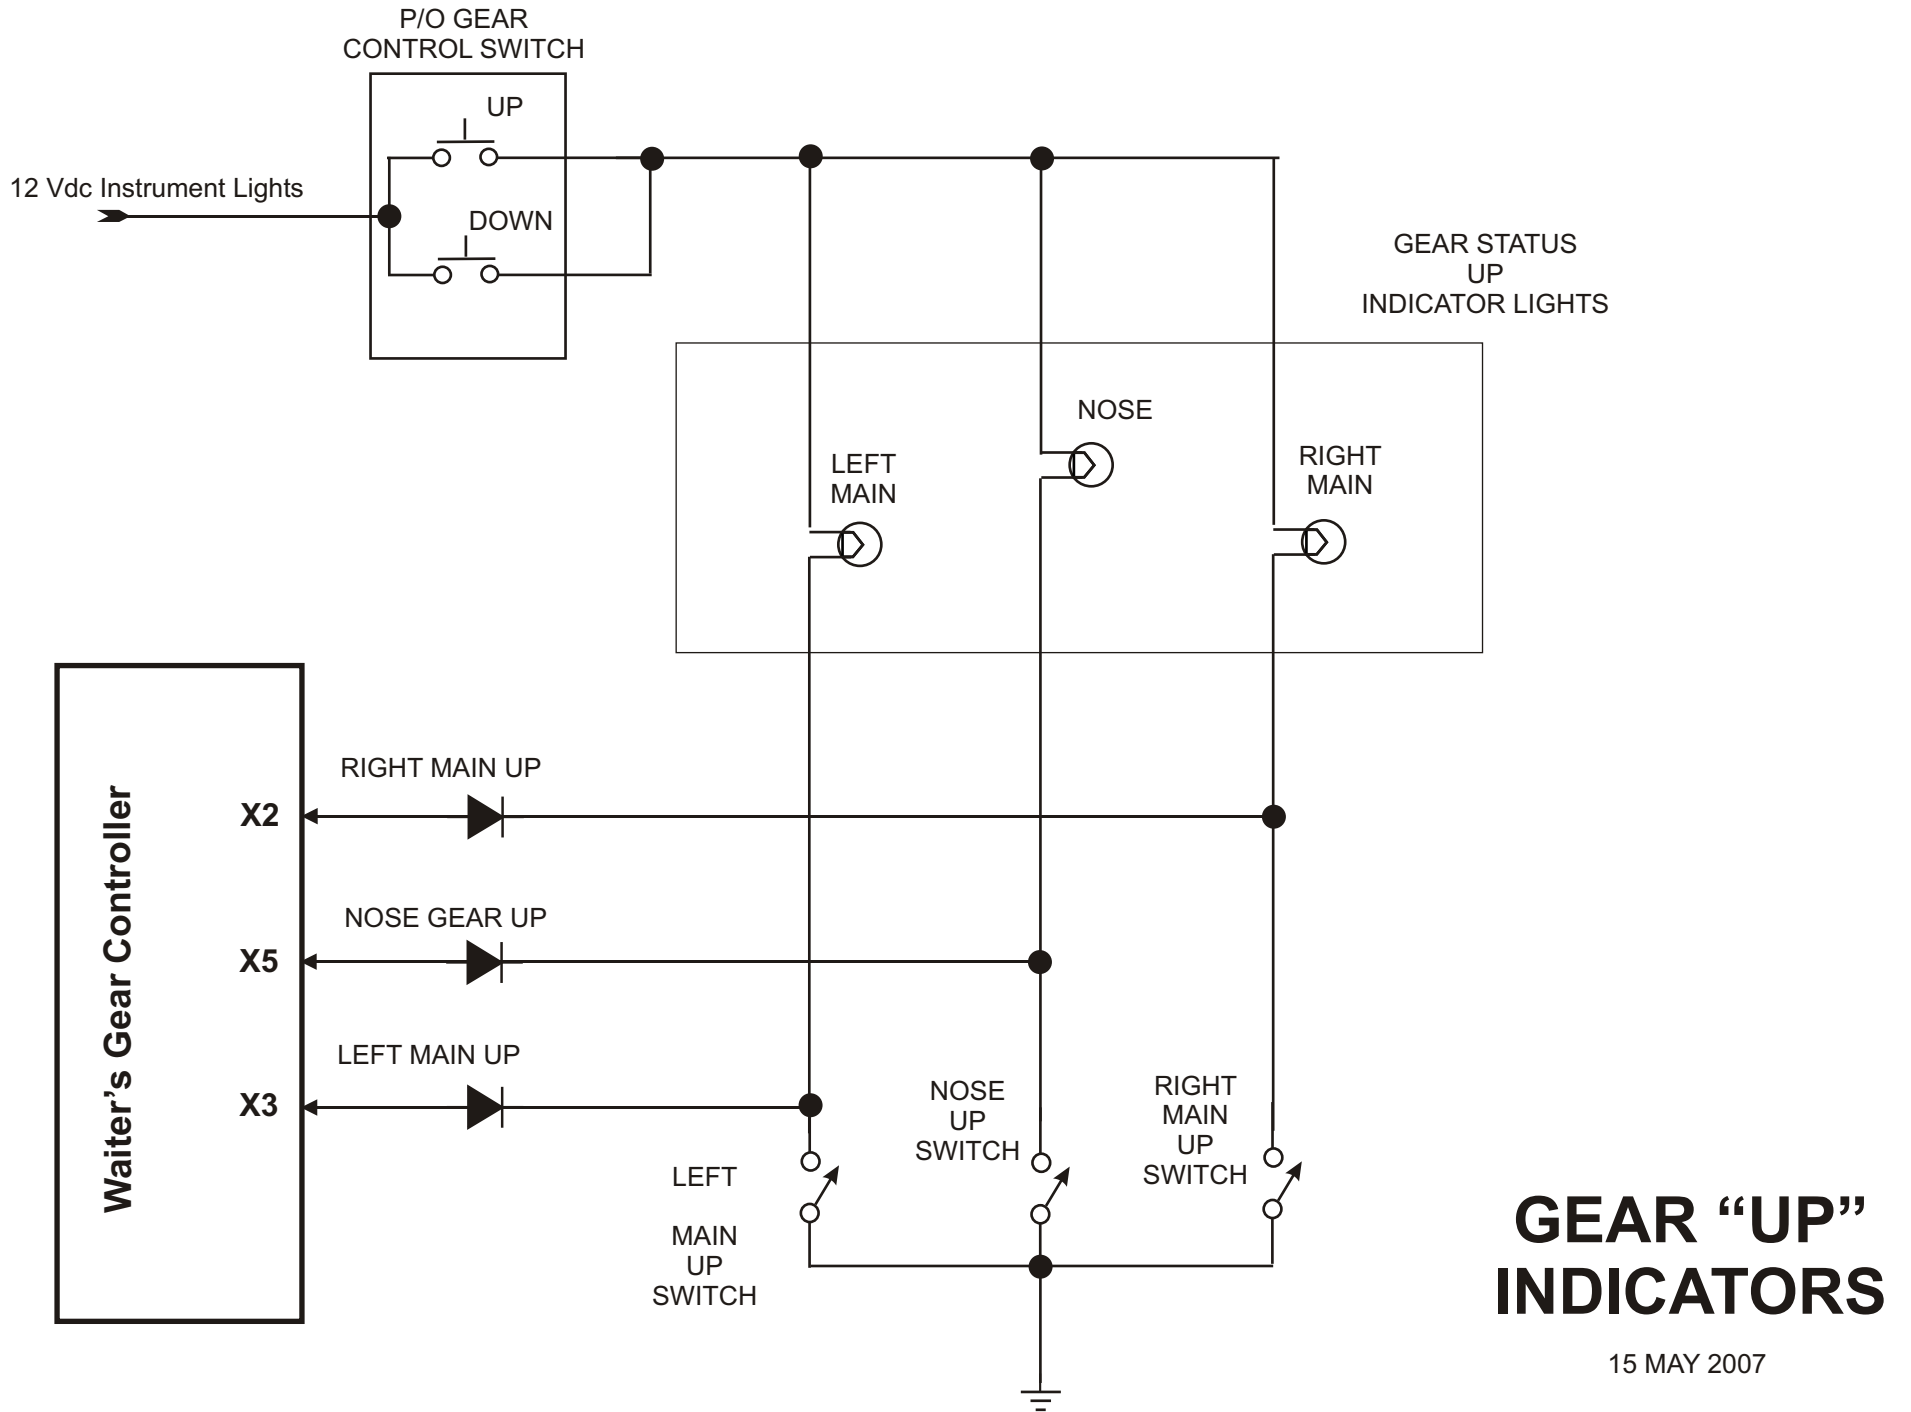 P/O GEAR
CONTROL SWITCH
UP
12 Vdc Instrument Lights
DOWN
GEAR STATUS
UP
INDICATOR LIGHTS
NOSE
LEFT
MAIN
RIGHT
MAIN
Waiter's Gear Controller
RIGHT MAIN UP
X2
NOSE GEAR UP
X5
LEFT MAIN UP
X3
LEFT
MAIN
UP
SWITCH
NOSE
UP
SWITCH
RIGHT
MAIN
UP
SWITCH
GEAR “UP”
INDICATORS
15 MAY 2007